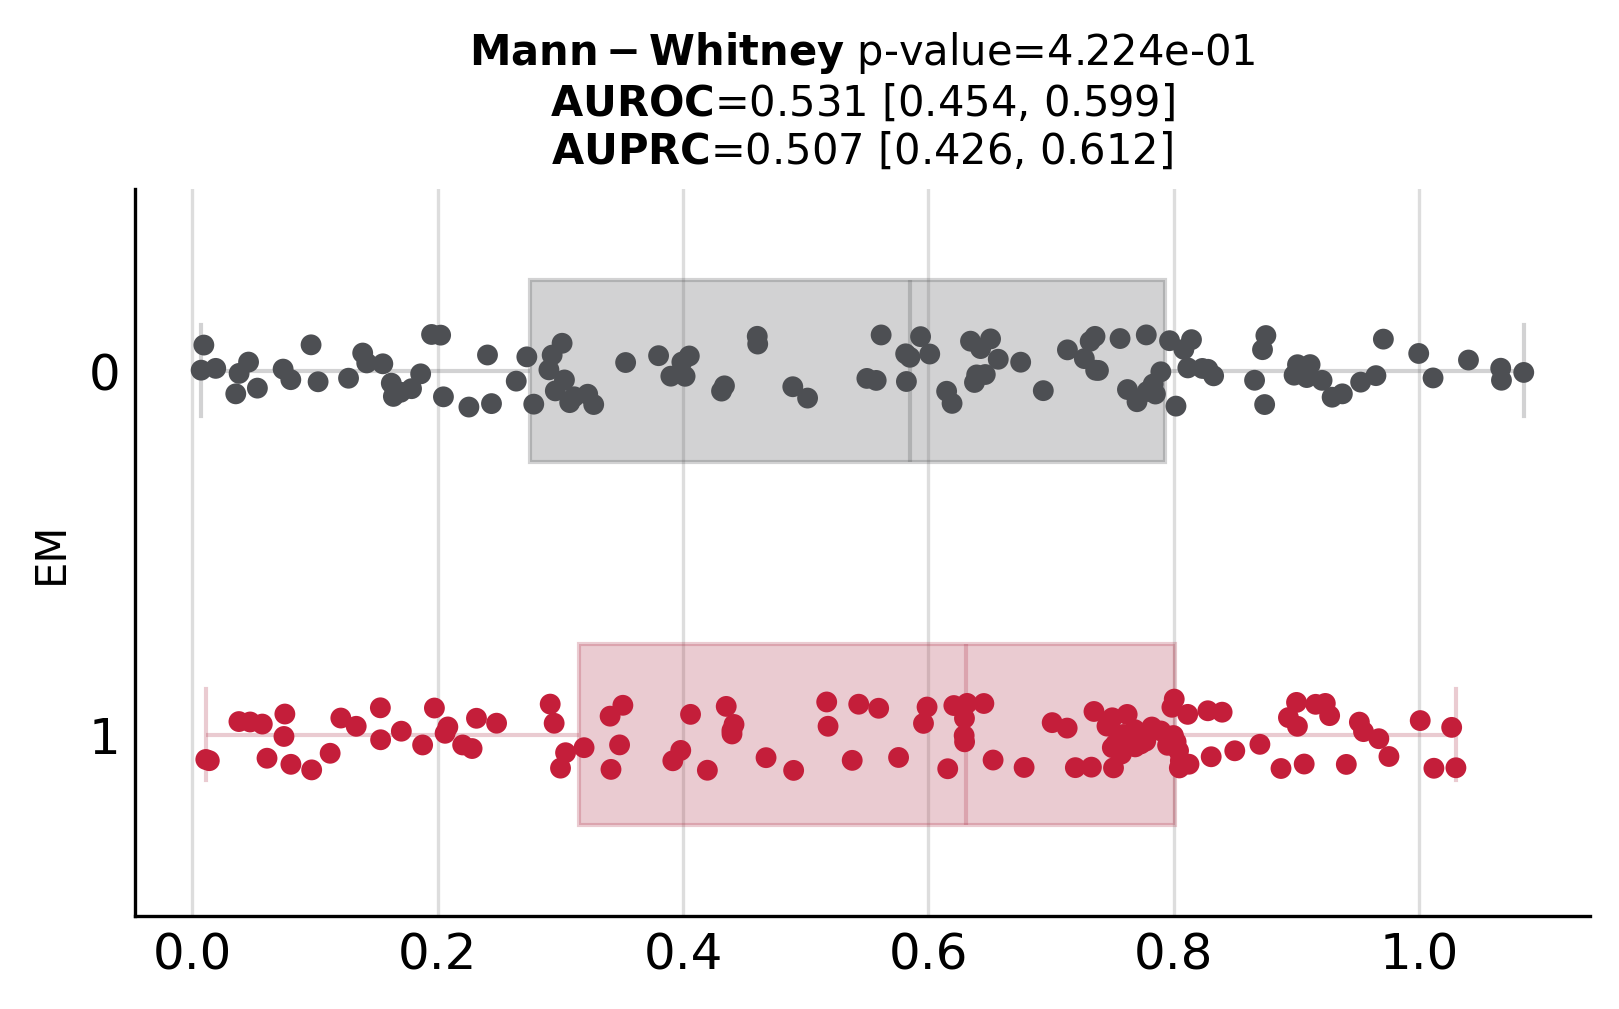 Mann − Whitney p-value=4.224e-01
AUROC=0.531 [0.454, 0.599]
AUPRC=0.507 [0.426, 0.612]
0
EM
1
0.0 0.2 0.4 0.6 0.8 1.0